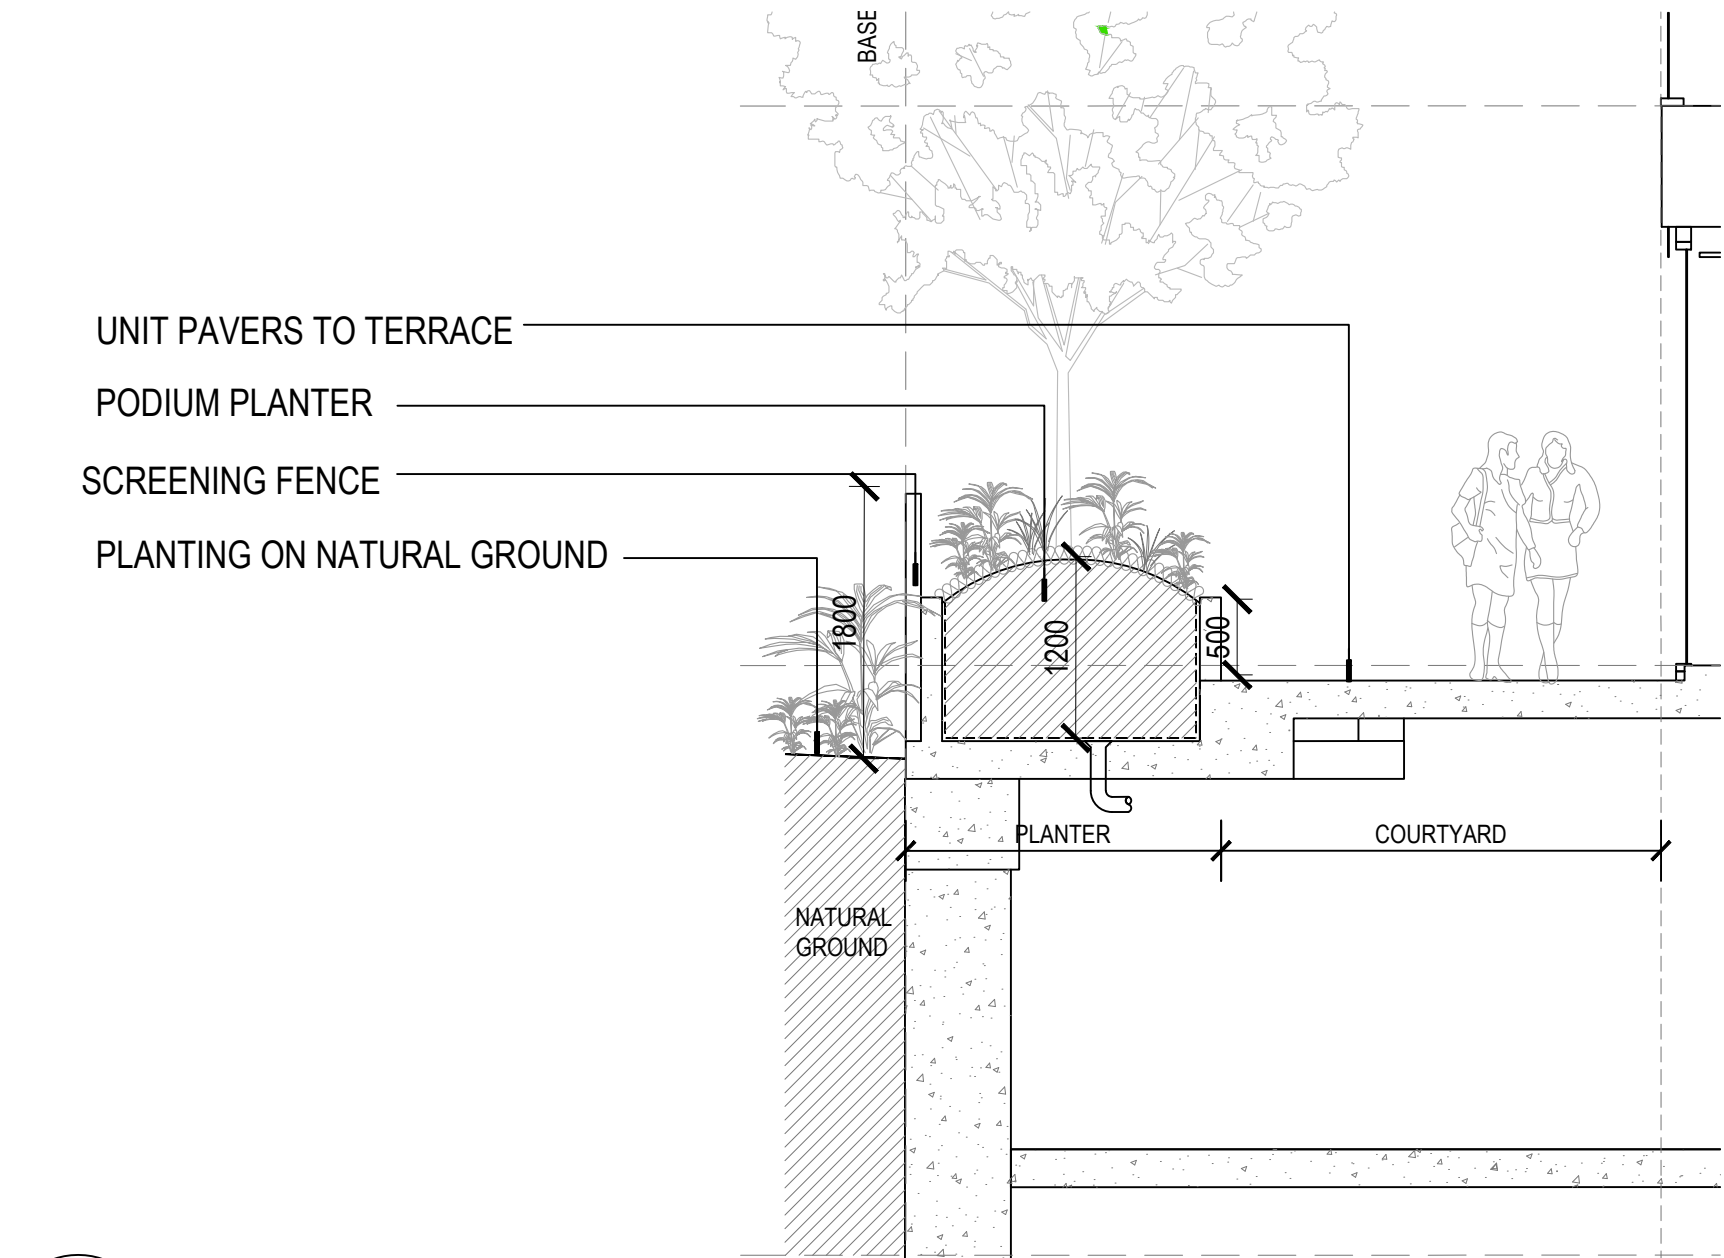 BASE
UNIT PAVERS TO TERRACE
PODIUM PLANTER
SCREENING FENCE
PLANTING ON NATURAL GROUND
1800
1200
500
PLANTER
COURTYARD
NATURAL
GROUND